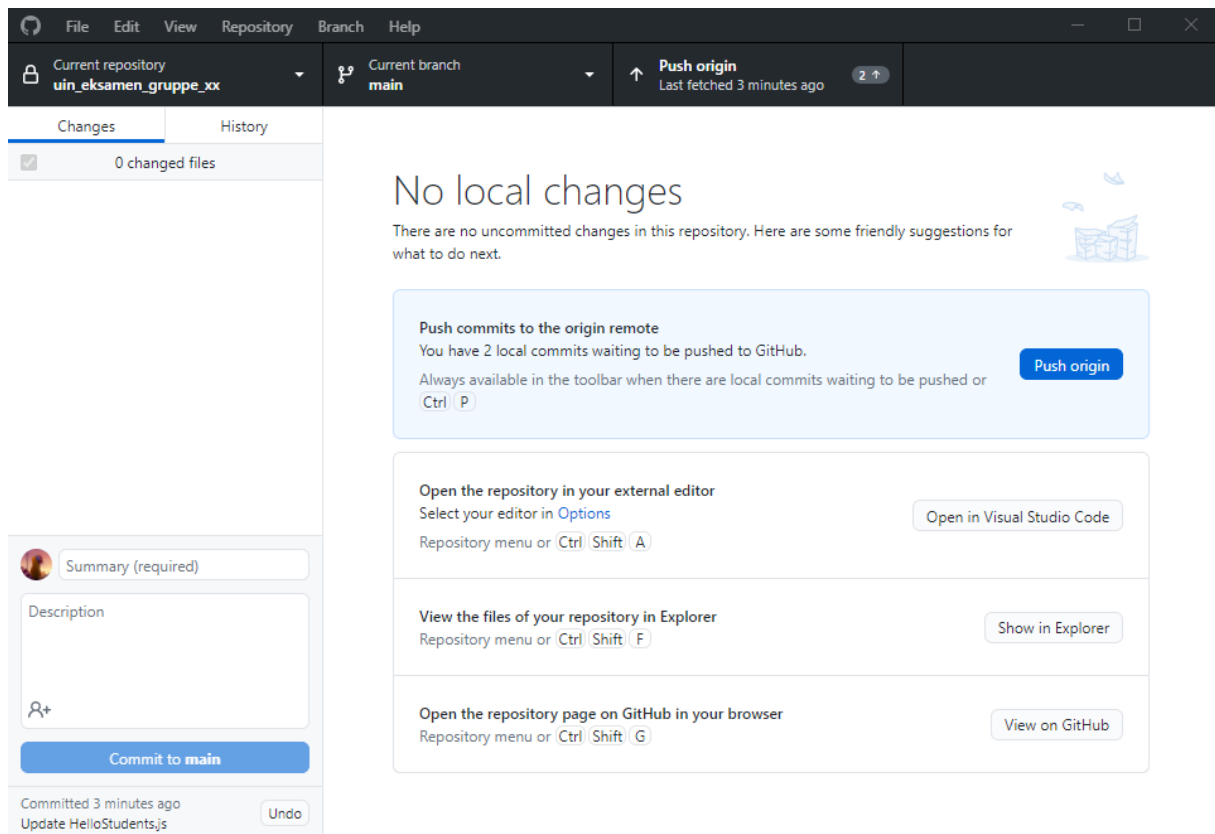 File Edit View Repository Branch Help
Current repository
uin_eksamen_gruppe_xx
Current branch
main
Push origin
Last fetched 3 minutes ago
2
Changes History
0 changed files
No local changes
There are no uncommitted changes in this repository. Here are some friendly suggestions for
what to do next.
Push commits to the origin remote
You have 2 local commits waiting to be pushed to GitHub.
Always available in the toolbar when there are local commits waiting to be pushed or
Ctrl P
Push origin
Open the repository in your external editor
Select your editor in Options
Repository menu or Ctrl Shift A
Open in Visual Studio Code
View the files of your repository in Explorer
Repository menu or Ctrl Shift F
Show in Explorer
Open the repository page on GitHub in your browser
Repository menu or Ctrl Shift G
View on GitHub
Summary (required)
Description
Commit to main
Committed 3 minutes ago
Update HelloStudents.js
Undo